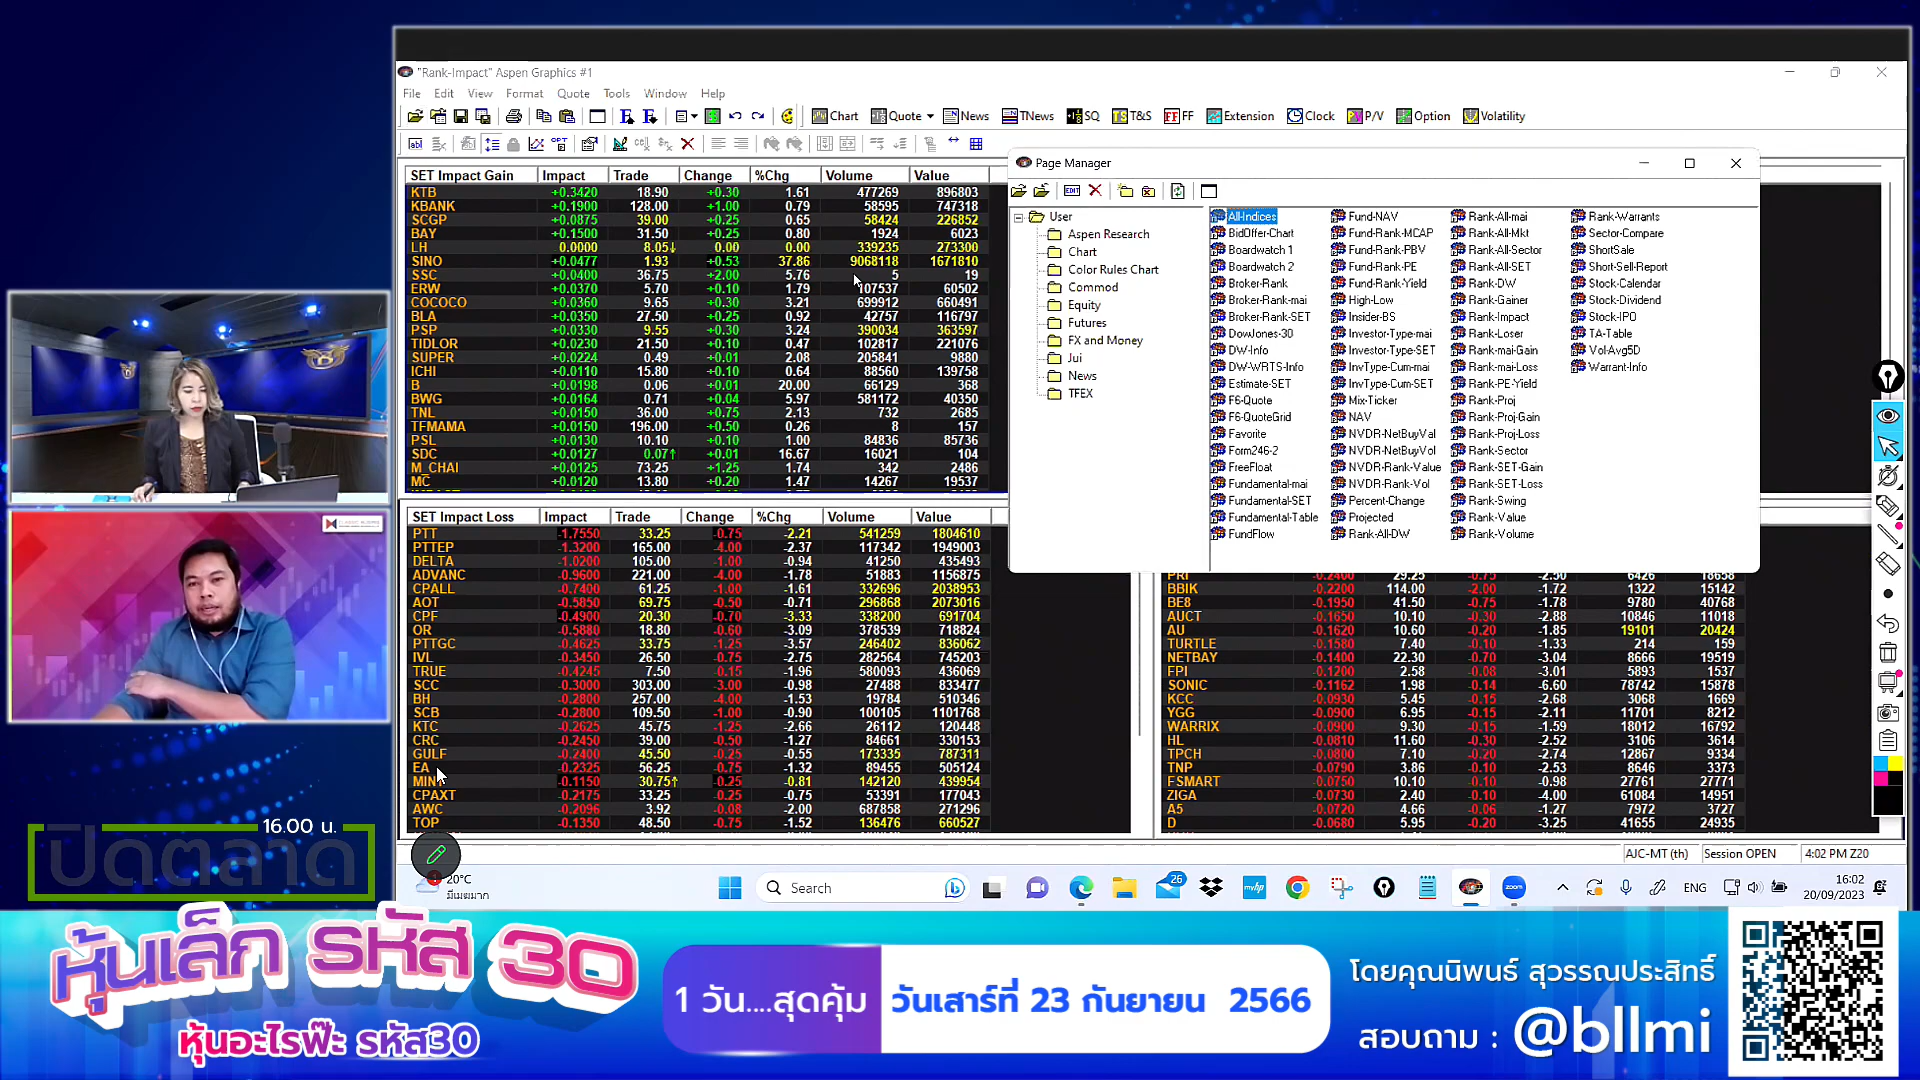 "Rank-Impact" Aspen Graphics #1
File Edit View Format Quote Tools Window Help
Chart Quote News TNews SQ T&S FF Extension Clock P/V Option Volatility
SET Impact Gain Impact Trade Change %Chg Volume Value
KTB +0.3420 18.90 +0.30 1.61 477269 896803
KBANK +0.1900 128.00 +1.00 0.79 58595 747318
SCGP +0.0875 39.00 +0.25 0.65 58424 226852
BAY +0.1500 31.50 +0.25 0.80 1924 6023
LH 0.0000 8.05↓ 0.00 0.00 339235 273300
SINO +0.0477 1.93 +0.53 37.86 9068118 1671810
SSC +0.0400 36.75 +2.00 5.76 5 19
ERW +0.0370 5.70 +0.10 1.79 107537 60502
COCOCO +0.0360 9.65 +0.30 3.21 699912 660491
BLA +0.0350 27.50 +0.25 0.92 42757 116797
PSP +0.0330 9.55 +0.30 3.24 390034 363597
TIDLOR +0.0230 21.50 +0.10 0.47 102817 221076
SUPER +0.0224 0.49 +0.01 2.08 205841 9880
ICHI +0.0110 15.80 +0.10 0.64 88560 139758
B +0.0198 0.06 +0.01 20.00 66129 368
BWG +0.0164 0.71 +0.04 5.97 581172 40350
TNL +0.0150 36.00 +0.75 2.13 732 2685
TFMAMA +0.0150 196.00 +0.50 0.26 8 157
PSL +0.0130 10.10 +0.10 1.00 84836 85736
SDC +0.0127 0.07↑ +0.01 16.67 16021 104
M_CHAI +0.0125 73.25 +1.25 1.74 342 2486
MC +0.0120 13.80 +0.20 1.47 14267 19537
Page Manager
User
Aspen Research
Chart
Color Rules Chart
Commod
Equity
Futures
FX and Money
Jui
News
TFEX
All-Indices Fund-NAV Rank-All-mai Rank-Warrants
BidOffer-Chart Fund-Rank-MCAP Rank-All-Mkt Sector-Compare
Boardwatch 1 Fund-Rank-PBV Rank-All-Sector ShortSale
Boardwatch 2 Fund-Rank-PE Rank-All-SET Short-Sell-Report
Broker-Rank Fund-Rank-Yield Rank-DW Stock-Calendar
Broker-Rank-mai High-Low Rank-Gainer Stock-Dividend
Broker-Rank-SET Insider-BS Rank-Impact Stock-IPO
DowJones-30 Investor-Type-mai Rank-Loser TA-Table
DW-Info Investor-Type-SET Rank-mai-Gain Vol-Avg5D
DW-WRTS-Info InvType-Cum-mai Rank-mai-Loss Warrant-Info
Estimate-SET InvType-Cum-SET Rank-PE-Yield
F6-Quote Mix-Ticker Rank-Proj
F6-QuoteGrid NAV Rank-Proj-Gain
Favorite NVDR-NetBuyVal Rank-Proj-Loss
Form246-2 NVDR-NetBuyVol Rank-Sector
FreeFloat NVDR-Rank-Value Rank-SET-Gain
Fundamental-mai NVDR-Rank-Vol Rank-SET-Loss
Fundamental-SET Percent-Change Rank-Swing
Fundamental-Table Projected Rank-Value
FundFlow Rank-All-DW Rank-Volume
SET Impact Loss Impact Trade Change %Chg Volume Value
PTT -1.7550 33.25 -0.75 -2.21 541259 1804610
PTTEP -1.3200 165.00 -4.00 -2.37 117342 1949003
DELTA -1.0200 105.00 -1.00 -0.94 41250 435493
ADVANC -0.9600 221.00 -4.00 -1.78 51883 1156875
CPALL -0.7400 61.25 -1.00 -1.61 332696 2038953
AOT -0.5850 69.75 -0.50 -0.71 296868 2073016
CPF -0.4900 20.30 -0.70 -3.33 338200 691704
OR -0.5880 18.80 -0.60 -3.09 378539 718824
PTTGC -0.4625 33.75 -1.25 -3.57 246402 836062
IVL -0.3450 26.50 -0.75 -2.75 282564 745203
TRUE -0.4245 7.50 -0.15 -1.96 580093 436069
SCC -0.3000 303.00 -3.00 -0.98 27488 833477
BH -0.2800 257.00 -4.00 -1.53 19784 510346
SCB -0.2800 109.50 -1.00 -0.90 100105 1101768
KTC -0.2625 45.75 -1.25 -2.66 26112 120448
CRC -0.2450 39.00 -0.50 -1.27 84661 330153
GULF -0.2400 45.50 -0.25 -0.55 173335 787311
EA -0.2325 56.25 -0.75 -1.32 89455 505124
MINT -0.1150 30.75↑ -0.25 -0.81 142120 439954
CPAXT -0.2175 33.25 -0.25 -0.75 53391 177043
AWC -0.2096 3.92 -0.08 -2.00 687858 271296
TOP -0.1350 48.50 -0.75 -1.52 136476 660527
PRI -0.2400 29.25 -0.75 -2.50 6426 18658
BBIK -0.2200 114.00 -2.00 -1.72 1322 15142
BE8 -0.1950 41.50 -0.75 -1.78 9780 40768
AUCT -0.1650 10.10 -0.30 -2.88 10846 11018
AU -0.1620 10.60 -0.20 -1.85 19101 20424
TURTLE -0.1580 7.40 -0.10 -1.33 214 159
NETBAY -0.1400 22.30 -0.70 -3.04 8666 19519
FPI -0.1200 2.58 -0.08 -3.01 5893 1537
SONIC -0.1162 1.98 -0.14 -6.60 78742 15878
KCC -0.0930 5.45 -0.15 -2.68 3068 1669
YGG -0.0900 6.95 -0.15 -2.11 11701 8212
WARRIX -0.0900 9.30 -0.15 -1.59 18012 16792
HL -0.0810 11.60 -0.30 -2.52 3106 3614
TPCH -0.0800 7.10 -0.20 -2.74 12867 9334
TNP -0.0790 3.86 -0.10 -2.53 8646 3373
FSMART -0.0780 10.10 -0.10 -0.98 27761 27771
ZIGA -0.0730 2.40 -0.10 -4.00 61084 14951
A5 -0.0720 4.66 -0.06 -1.27 7972 3727
D -0.0680 5.95 -0.20 -3.25 41655 24935
AJC-MT (th) Session OPEN 4:02 PM Z20
20°C
มีเมฆมาก
Search
26
myhp
zoom
ENG
16:02
20/09/2023
16.00 น.
ปิดตลาด
หุ้นเล็ก รหัส 30
หุ้นอะไรฟ๊ะ รหัส30
1 วัน....สุดคุ้ม
วันเสาร์ที่ 23 กันยายน 2566
โดยคุณนิพนธ์ สุวรรณประสิทธิ์
สอบถาม : @bllmi